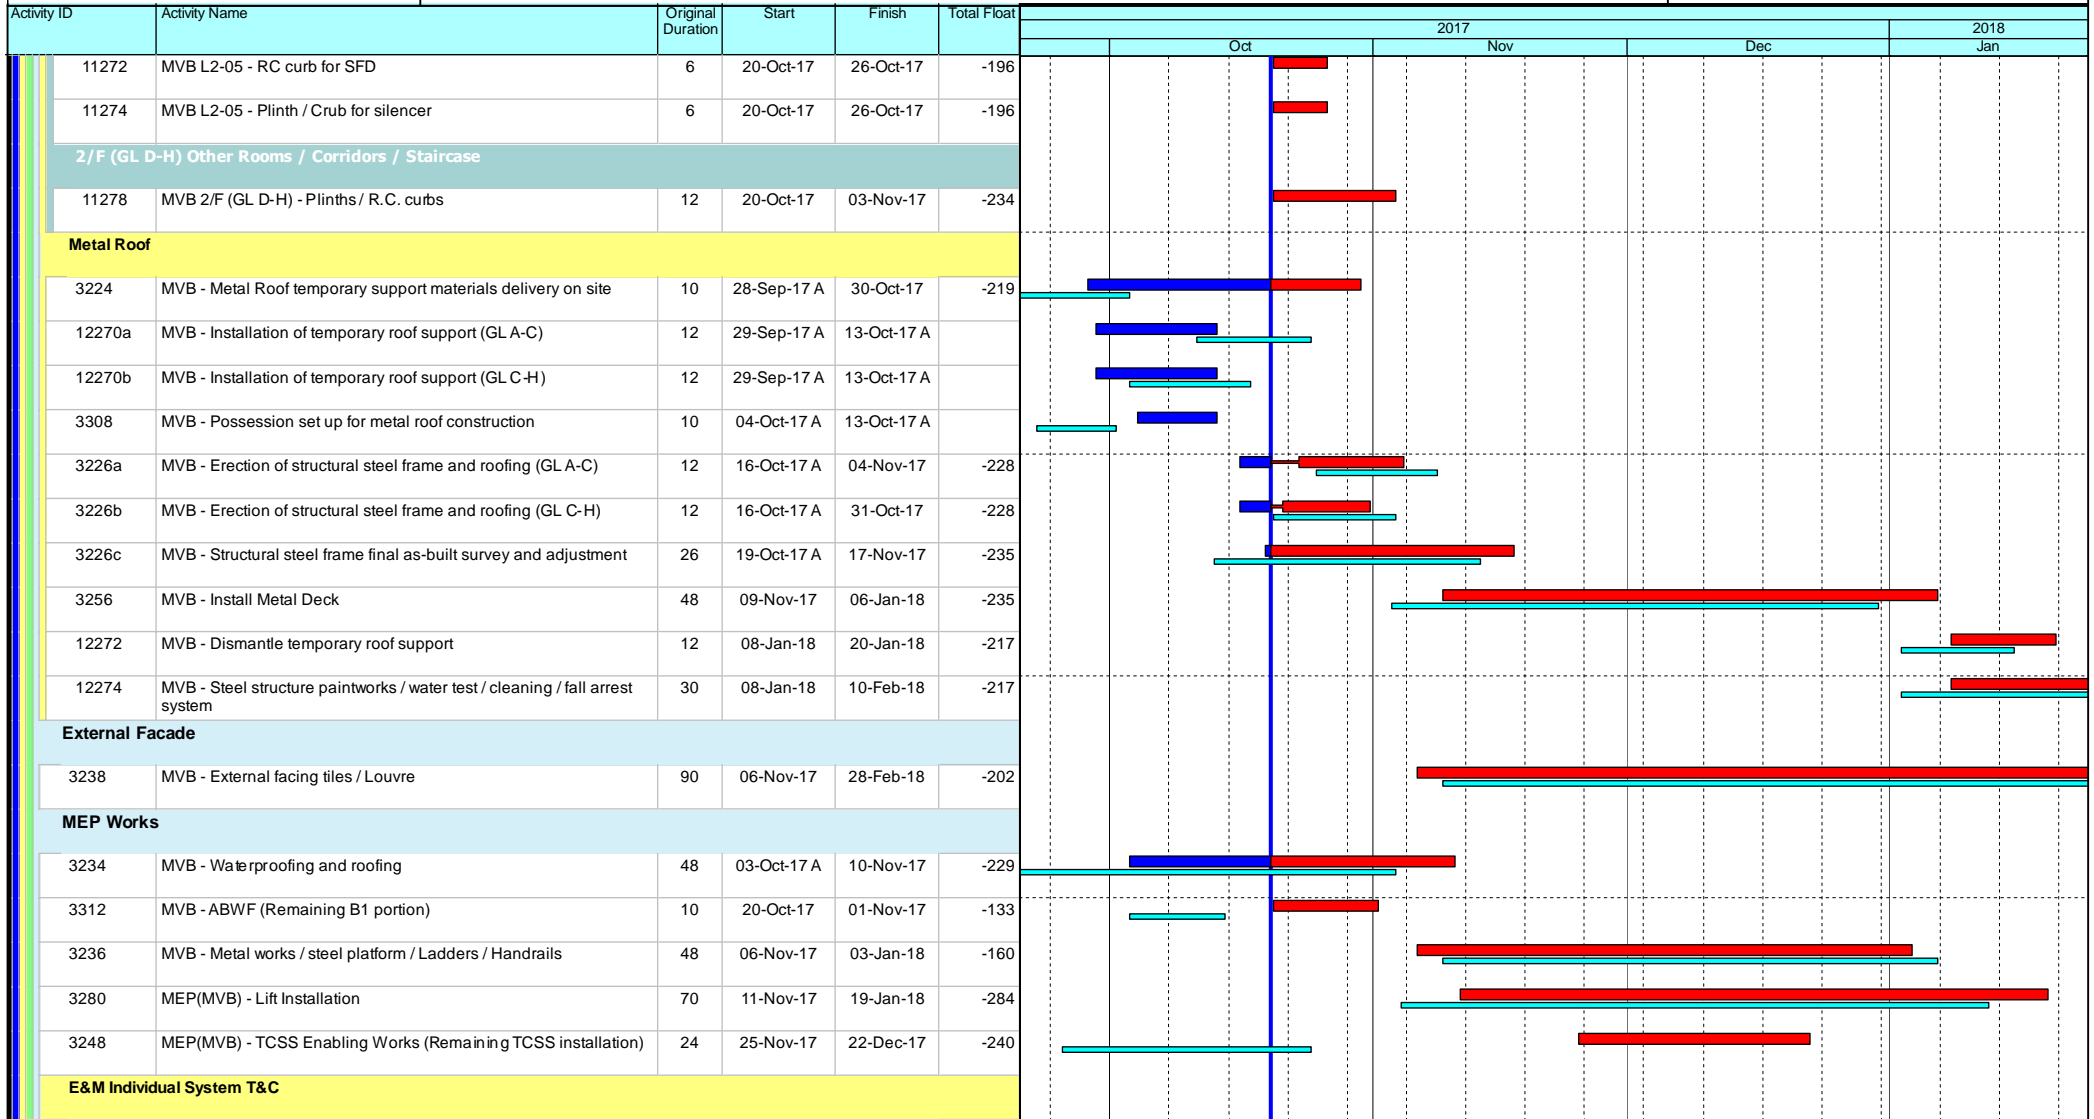 Activity ID Activity Name Original Duration Start Finish Total Float
2017 2018
Oct Nov Dec Jan
11272 MVB L2-05 - RC curb for SFD 6 20-Oct-17 26-Oct-17 -196
11274 MVB L2-05 - Plinth / Crub for silencer 6 20-Oct-17 26-Oct-17 -196
2/F (GL D-H) Other Rooms / Corridors / Staircase
11278 MVB 2/F (GL D-H) - Plinths / R.C. curbs 12 20-Oct-17 03-Nov-17 -234
Metal Roof
3224 MVB - Metal Roof temporary support materials delivery on site 10 28-Sep-17 A 30-Oct-17 -219
12270a MVB - Installation of temporary roof support (GL A-C) 12 29-Sep-17 A 13-Oct-17 A
12270b MVB - Installation of temporary roof support (GL C-H) 12 29-Sep-17 A 13-Oct-17 A
3308 MVB - Possession set up for metal roof construction 10 04-Oct-17 A 13-Oct-17 A
3226a MVB - Erection of structural steel frame and roofing (GL A-C) 12 16-Oct-17 A 04-Nov-17 -228
3226b MVB - Erection of structural steel frame and roofing (GL C-H) 12 16-Oct-17 A 31-Oct-17 -228
3226c MVB - Structural steel frame final as-built survey and adjustment 26 19-Oct-17 A 17-Nov-17 -235
3256 MVB - Install Metal Deck 48 09-Nov-17 06-Jan-18 -235
12272 MVB - Dismantle temporary roof support 12 08-Jan-18 20-Jan-18 -217
12274 MVB - Steel structure paintworks / water test / cleaning / fall arrest system 30 08-Jan-18 10-Feb-18 -217
External Facade
3238 MVB - External facing tiles / Louvre 90 06-Nov-17 28-Feb-18 -202
MEP Works
3234 MVB - Waterproofing and roofing 48 03-Oct-17 A 10-Nov-17 -229
3312 MVB - ABWF (Remaining B1 portion) 10 20-Oct-17 01-Nov-17 -133
3236 MVB - Metal works / steel platform / Ladders / Handrails 48 06-Nov-17 03-Jan-18 -160
3280 MEP(MVB) - Lift Installation 70 11-Nov-17 19-Jan-18 -284
3248 MEP(MVB) - TCSS Enabling Works (Remaining TCSS installation) 24 25-Nov-17 22-Dec-17 -240
E&M Individual System T&C